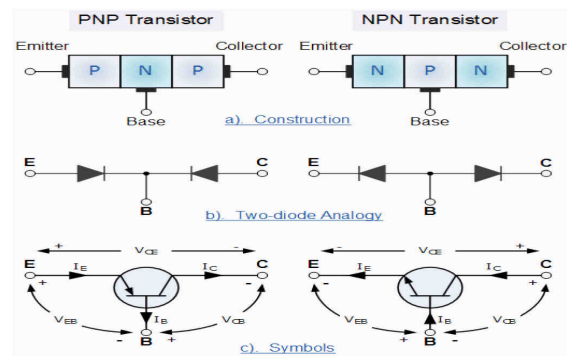 PNP Transistor NPN Transistor
Emitter Collector Emitter Collector
P N P N P N
Base Base
a). Construction
E C E C
B B
b). Two-diode Analogy
+ VCE - - VCE +
E IE IC C E IE IC C
+ - - +
VEB IB VCB VEB IB VCB
- B + + B -
c). Symbols